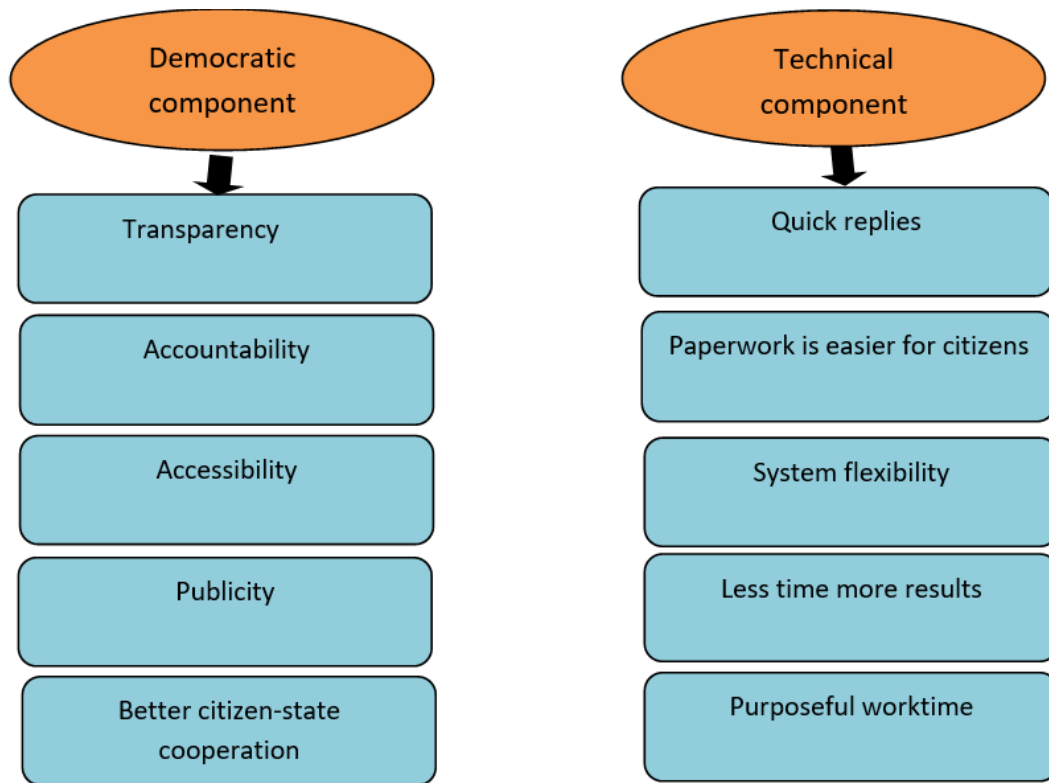 Democratic
component
Transparency
Accountability
Accessibility
Publicity
Better citizen-state
cooperation
Technical
component
Quick replies
Paperwork is easier for citizens
System flexibility
Less time more results
Purposeful worktime